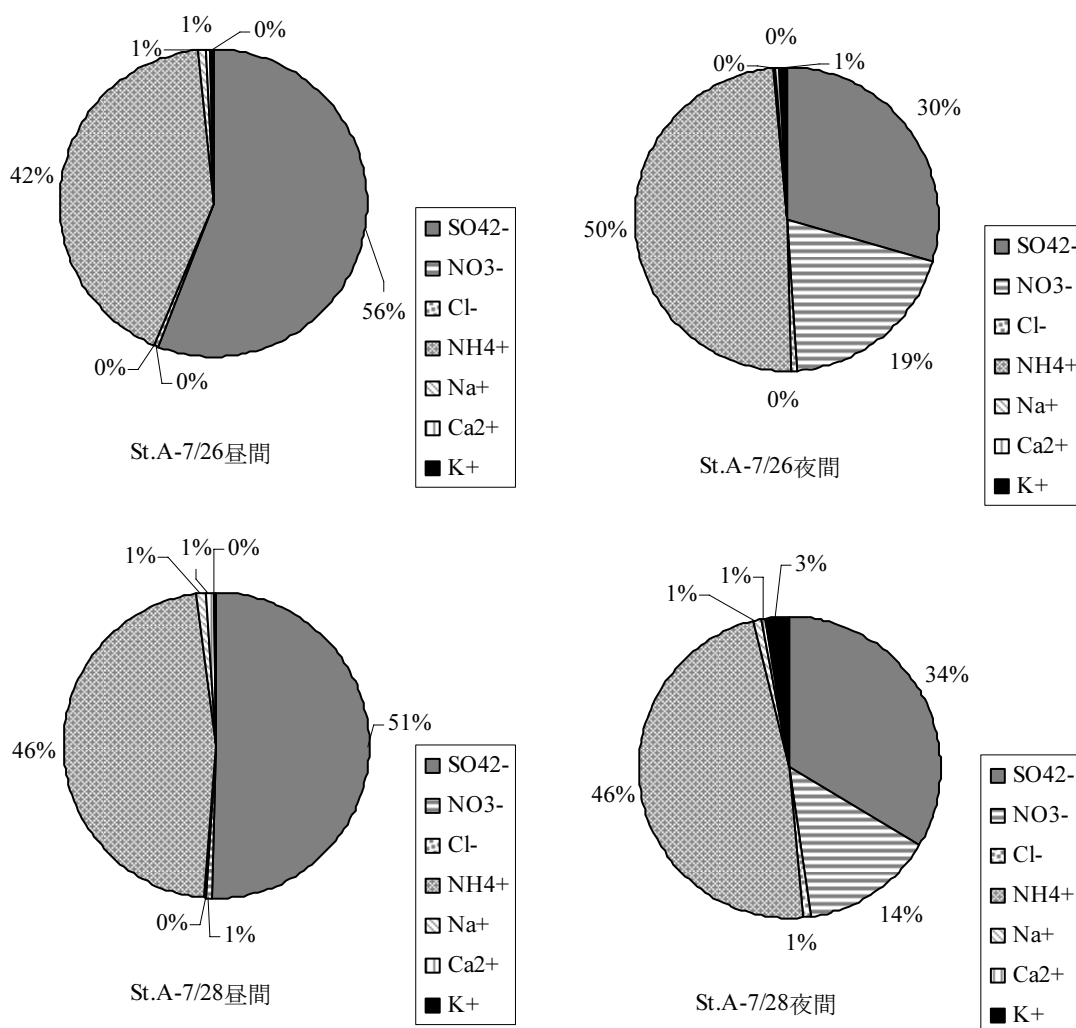 1%
0%
1%
42%
56%
0%
0%
SO42-
NO3-
Cl-
NH4+
Na+
Ca2+
K+
St.A-7/26昼間
0%
0%
1%
30%
50%
19%
0%
SO42-
NO3-
Cl-
NH4+
Na+
Ca2+
K+
St.A-7/26夜間
1%
1%
0%
46%
51%
0%
1%
SO42-
NO3-
Cl-
NH4+
Na+
Ca2+
K+
St.A-7/28昼間
1%
1%
3%
34%
46%
14%
1%
SO42-
NO3-
Cl-
NH4+
Na+
Ca2+
K+
St.A-7/28夜間